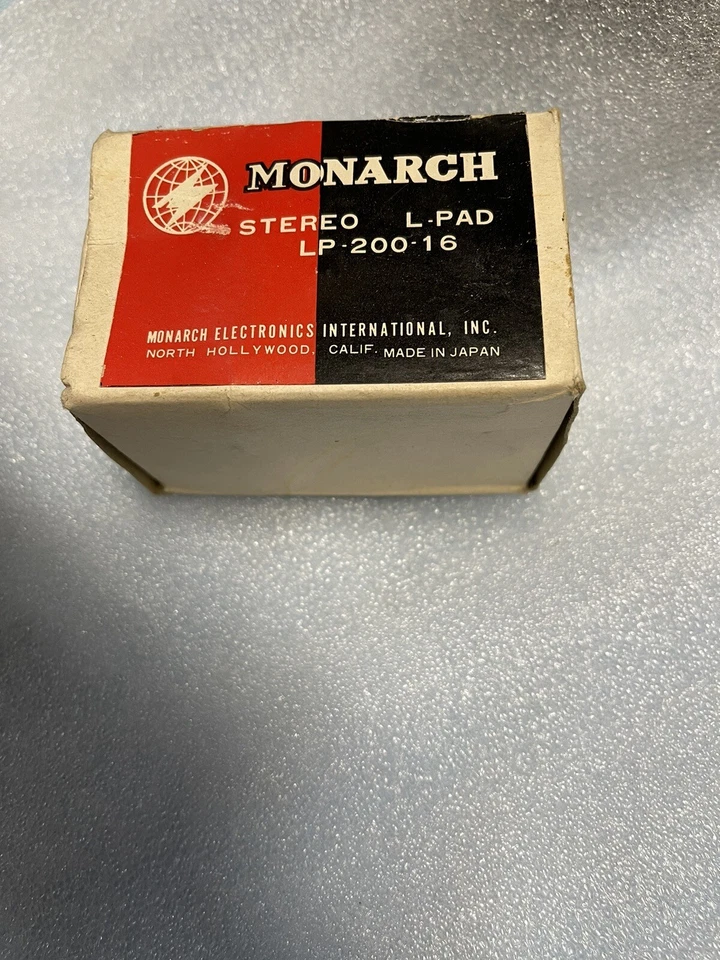 MONARCH
STEREO L-PAD
LP-200-16
MONARCH ELECTRONICS INTERNATIONAL, INC.
NORTH HOLLYWOOD, CALIF. MADE IN JAPAN